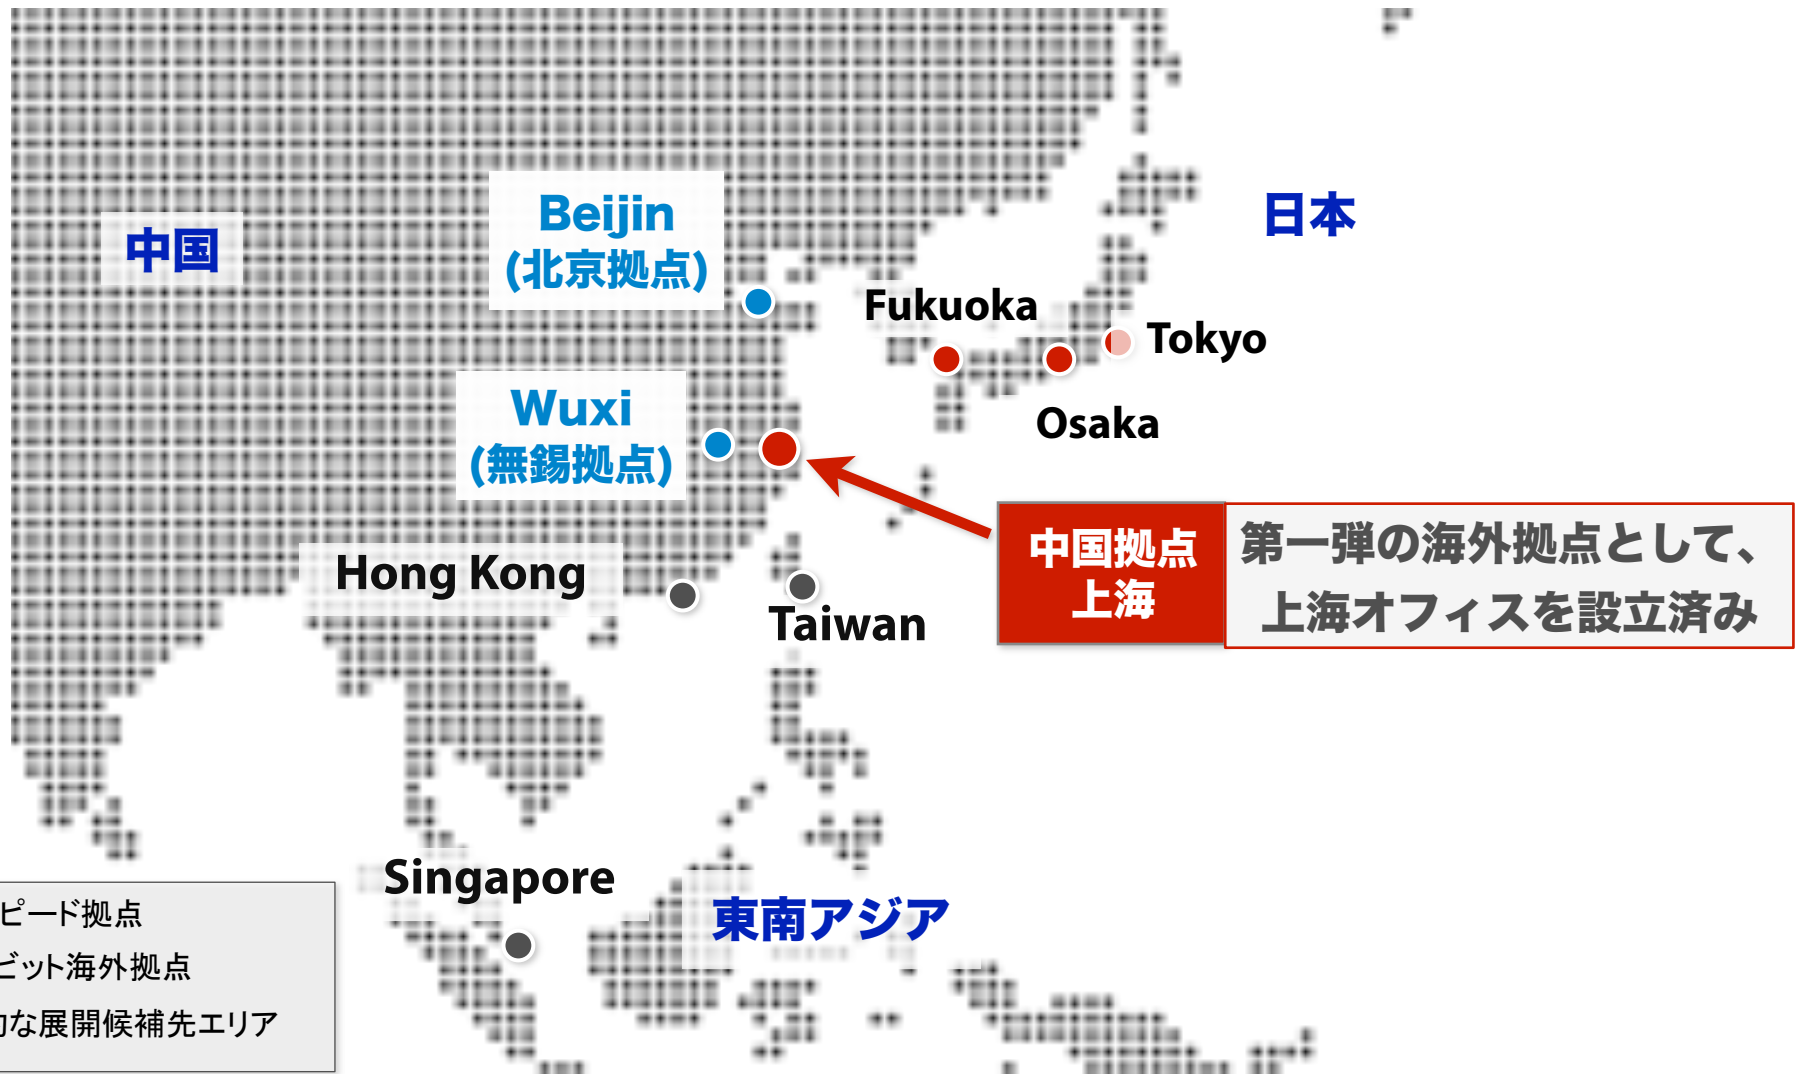 中国
Beijin
(北京拠点)
日本
Fukuoka
Tokyo
Osaka
Wuxi
(無錫拠点)
中国拠点
上海
第一弾の海外拠点として、
上海オフィスを設立済み
Hong Kong
Taiwan
Singapore
東南アジア
ピード拠点
ビット海外拠点
な展開候補先エリア